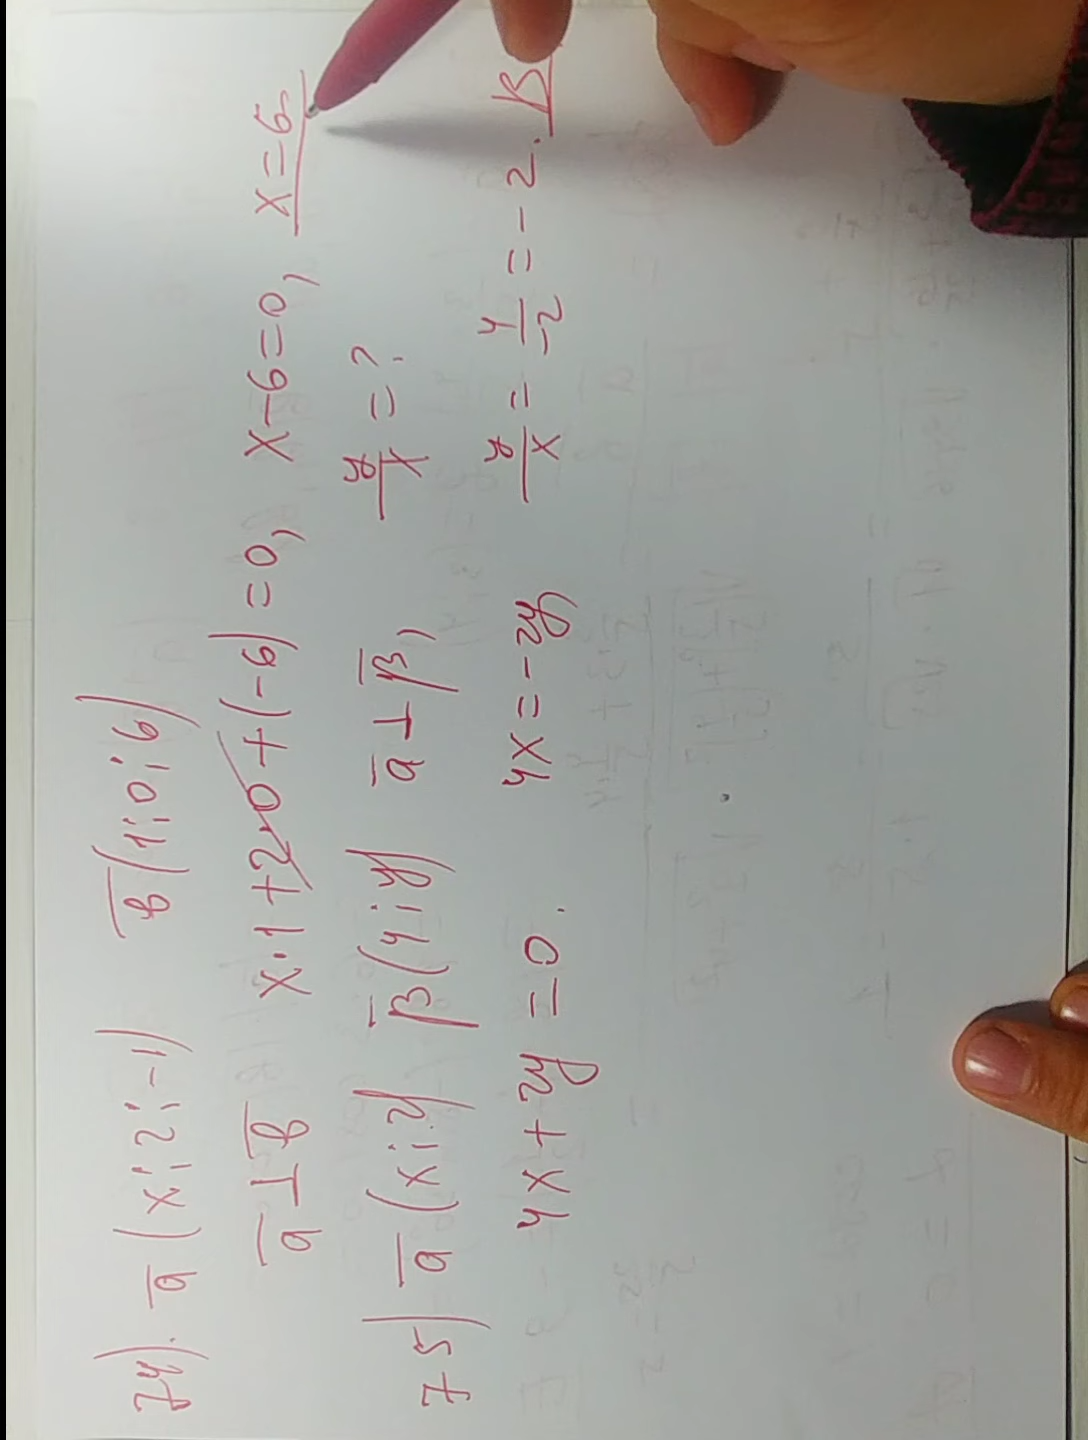 74). a̅ (x; 2; -1) b̅ (1; 0; 6)
a̅ ⊥ b̅ x·1 + 2·0 + (-6) = 0, x-6=0, x=6
75) a̅ (x; 2) β̅ (4; y) a̅ ⊥ β̅, y/x = ?
4x + 2y = 0. 4x = -2y, y/x = 4/-2 = -2. B